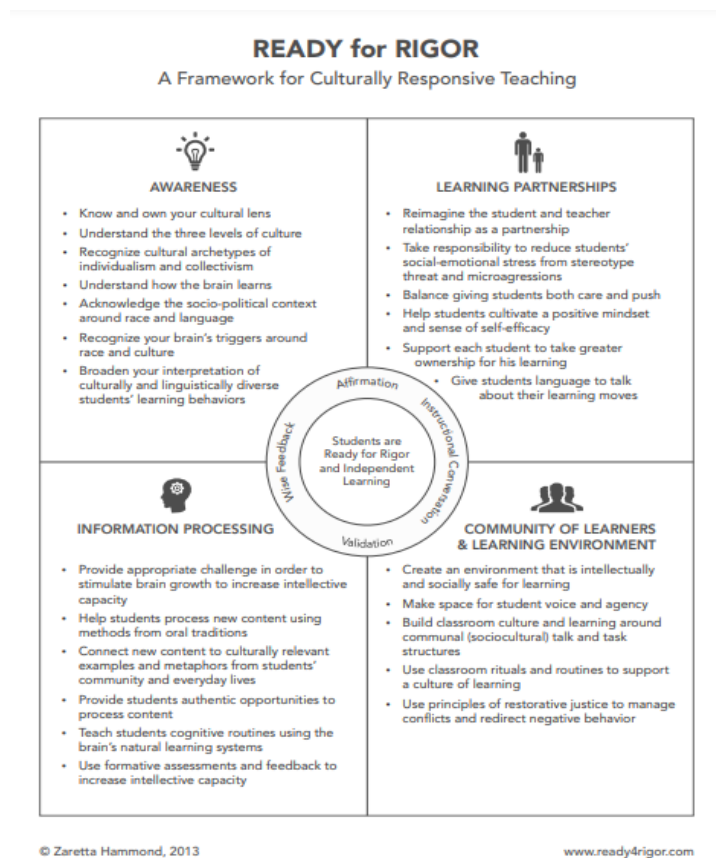 READY for RIGOR
A Framework for Culturally Responsive Teaching
AWARENESS
• Know and own your cultural lens
• Understand the three levels of culture
• Recognize cultural archetypes of
individualism and collectivism
• Understand how the brain learns
• Acknowledge the socio-political context
around race and language
• Recognize your brain's triggers around
race and culture
• Broaden your interpretation of
culturally and linguistically diverse
students' learning behaviors
LEARNING PARTNERSHIPS
• Reimagine the student and teacher
relationship as a partnership
• Take responsibility to reduce students'
social-emotional stress from stereotype
threat and microagressions
• Balance giving students both care and push
• Help students cultivate a positive mindset
and sense of self-efficacy
• Support each student to take greater
ownership for his learning
• Give students language to talk
about their learning moves
Affirmation
Instructional Conversation
Validation
Wise Feedback
Students are
Ready for Rigor
and Independent
Learning
INFORMATION PROCESSING
• Provide appropriate challenge in order to
stimulate brain growth to increase intellective
capacity
• Help students process new content using
methods from oral traditions
• Connect new content to culturally relevant
examples and metaphors from students'
community and everyday lives
• Provide students authentic opportunities to
process content
• Teach students cognitive routines using the
brain's natural learning systems
• Use formative assessments and feedback to
increase intellective capacity
COMMUNITY OF LEARNERS
& LEARNING ENVIRONMENT
• Create an environment that is intellectually
and socially safe for learning
• Make space for student voice and agency
• Build classroom culture and learning around
communal (sociocultural) talk and task
structures
• Use classroom rituals and routines to support
a culture of learning
• Use principles of restorative justice to manage
conflicts and redirect negative behavior
© Zaretta Hammond, 2013
www.ready4rigor.com